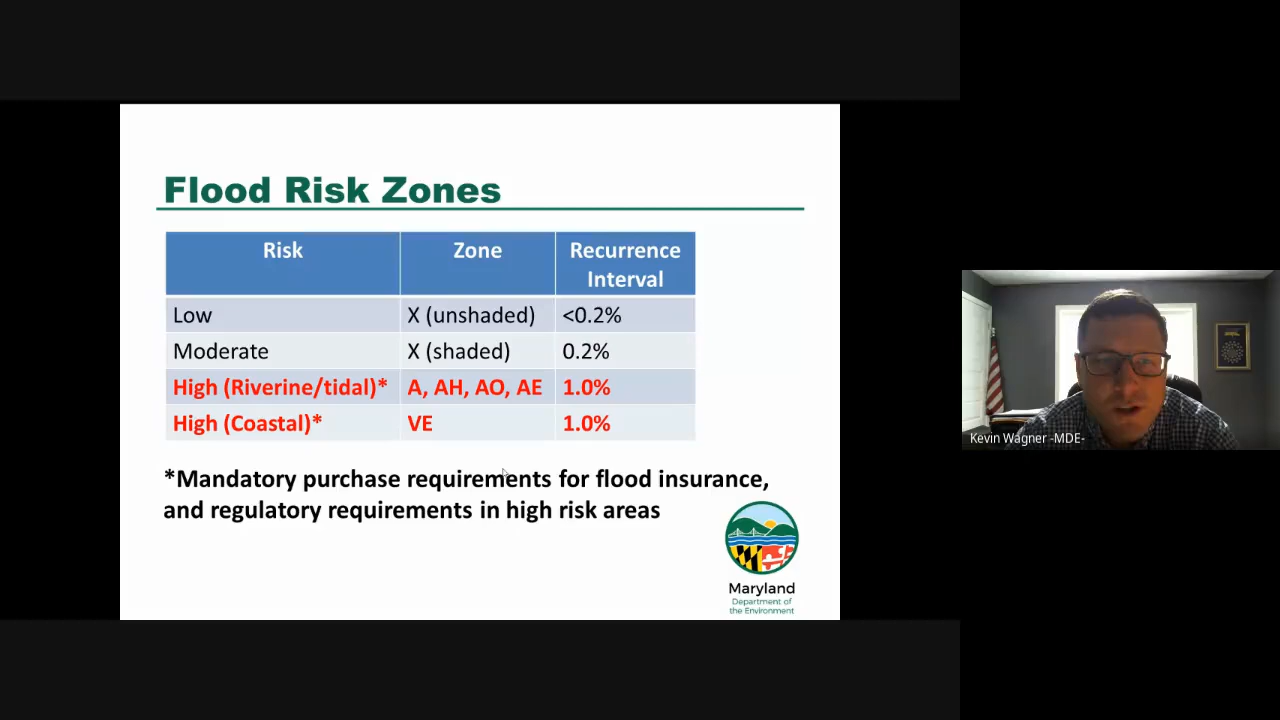 Flood Risk Zones
Risk Zone Recurrence
Interval
Low X (unshaded) <0.2%
Moderate X (shaded) 0.2%
High (Riverine/tidal)* A, AH, AO, AE 1.0%
High (Coastal)* VE 1.0%
*Mandatory purchase requirements for flood insurance,
and regulatory requirements in high risk areas
Maryland
Department of
the Environment
Kevin Wagner -MDE-